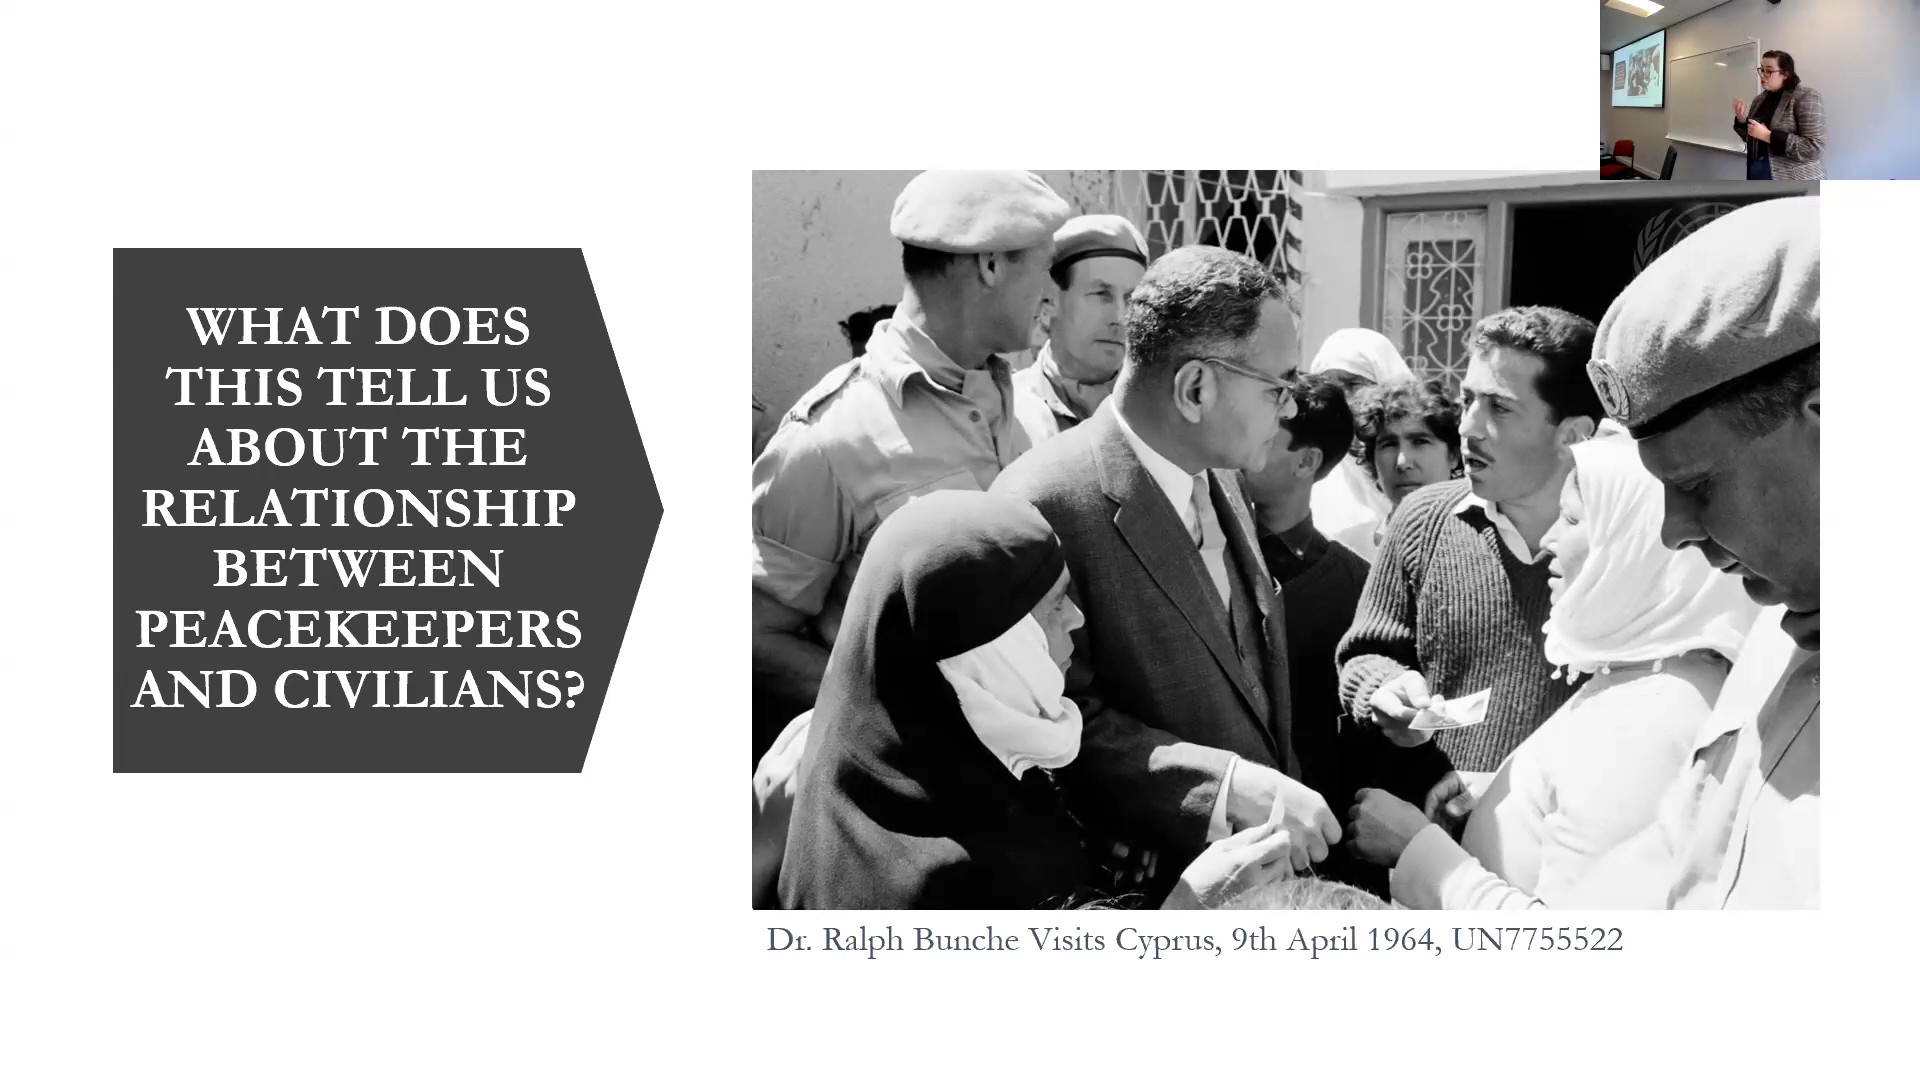 WHAT DOES
THIS TELL US
ABOUT THE
RELATIONSHIP
BETWEEN
PEACEKEEPERS
AND CIVILIANS?
Dr. Ralph Bunche Visits Cyprus, 9th April 1964, UN7755522